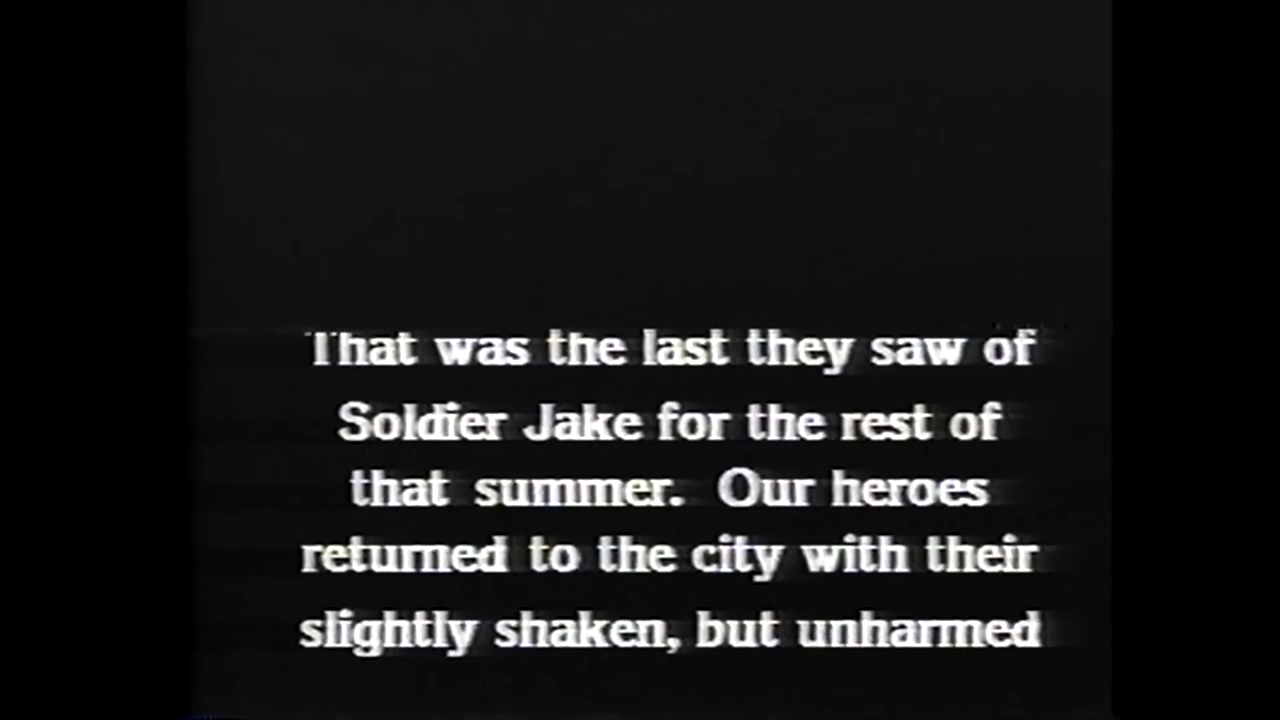 That was the last they saw of
Soldier Jake for the rest of
that summer. Our heroes
returned to the city with their
slightly shaken, but unharmed